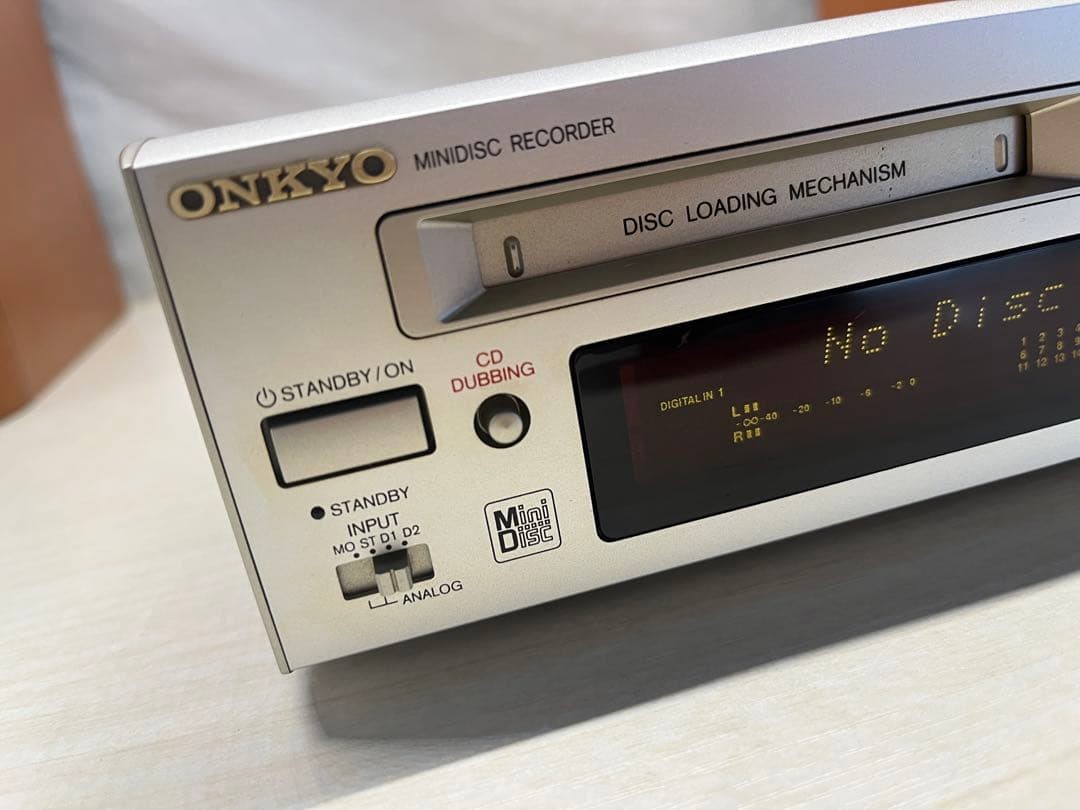 ONKYO MINIDISC RECORDER
DISC LOADING MECHANISM
STANDBY/ON
CD
DUBBING
No Disc
DIGITAL IN 1
L
-∞ -40 -20 -10 -6 -2 0
R
1 2 3 4
6 7 8 9
11 12 13
STANDBY
INPUT
MO ST D1 D2
ANALOG
Mini
Disc